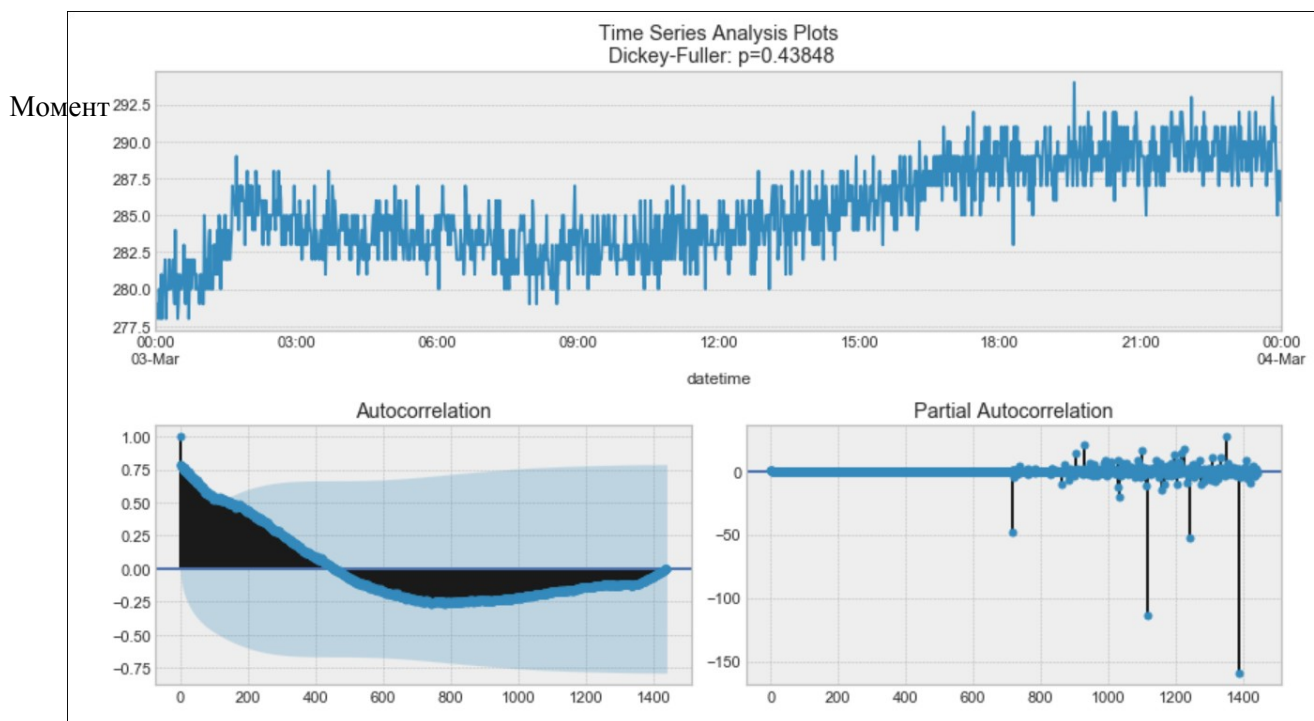 Time Series Analysis Plots
Dickey-Fuller: p=0.43848
Момент
292.5
290.0
287.5
285.0
282.5
280.0
277.5
00:00 03:00 06:00 09:00 12:00 15:00 18:00 21:00 00:00
03-Mar 04-Mar
datetime
Autocorrelation
1.00
0.75
0.50
0.25
0.00
−0.25
−0.50
−0.75
0 200 400 600 800 1000 1200 1400
Partial Autocorrelation
0
−50
−100
−150
0 200 400 600 800 1000 1200 1400